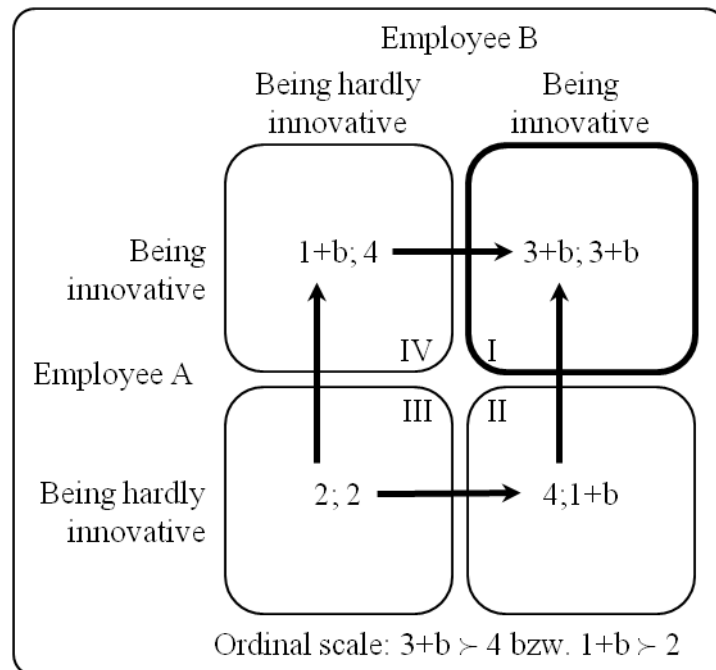 Employee B
Being hardly innovative
Being innovative
Being innovative
1+b; 4
3+b; 3+b
IV
I
Employee A
III
II
Being hardly innovative
2; 2
4;1+b
Ordinal scale: 3+b ≻ 4 bzw. 1+b ≻ 2